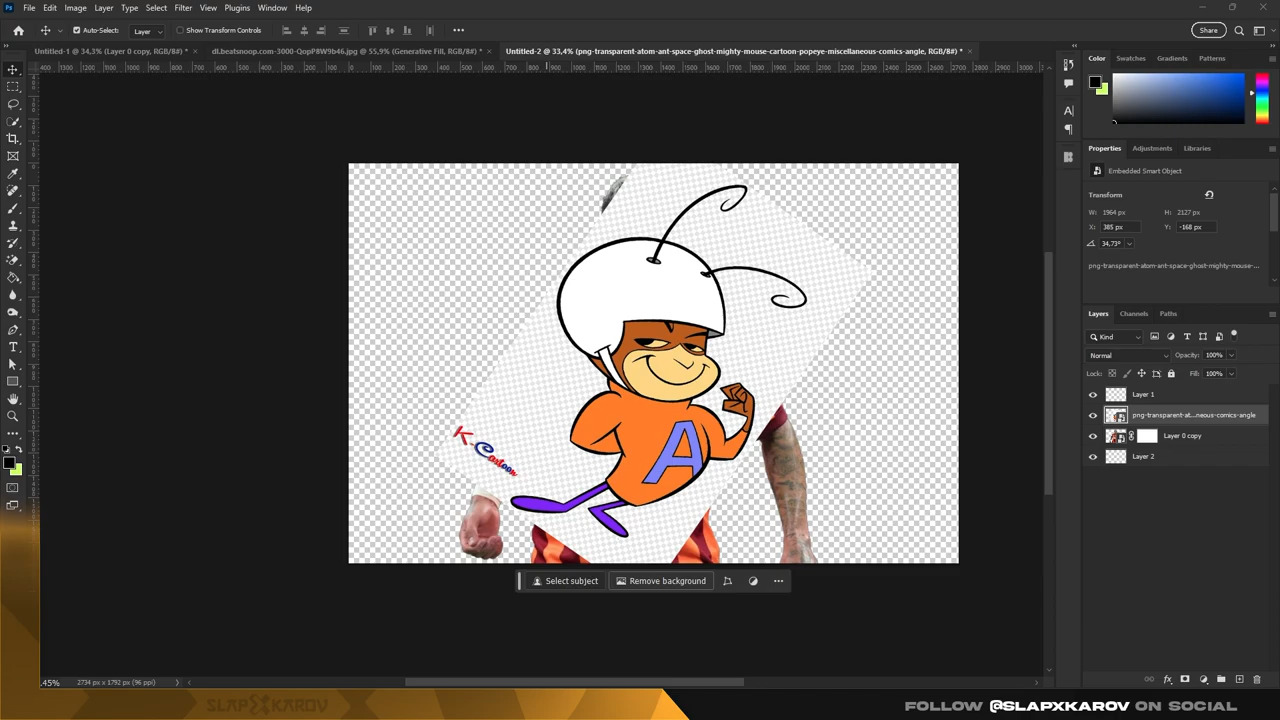 File Edit Image Layer Type Select Filter View Plugins Window Help
Auto-Select: Layer Show Transform Controls Share
Untitled-1 @ 34,3% (Layer 0 copy, RGB/8#) * × dl.beatsnoop.com-3000-QopP8W9b46.jpg @ 55,9% (Generative Fill, RGB/8#) * × Untitled-2 @ 33,4% (png-transparent-atom-ant-space-ghost-mighty-mouse-cartoon-popeye-miscellaneous-comics-angle, RGB/8#) * ×
Color Swatches Gradients Patterns
Properties Adjustments Libraries
Embedded Smart Object
Transform
W: 1964 px H: 2127 px
X: 385 px Y: -168 px
34,73°
png-transparent-atom-ant-space-ghost-mighty-mouse-...
Layers Channels Paths
Kind
Normal Opacity: 100%
Lock: Fill: 100%
Layer 1
png-transparent-at...neous-comics-angle
Layer 0 copy
Layer 2
A
K-Cartoon
Select subject Remove background
.45% 2734 px x 1792 px (96 ppi)
SLAPXKAROV
FOLLOW @SLAPXKAROV ON SOCIAL